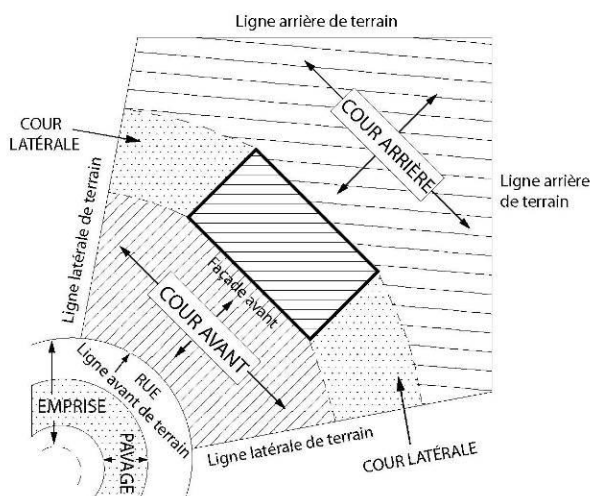 Ligne arrière de terrain
COUR
LATÉRALE
COUR ARRIÈRE
Ligne arrière
de terrain
Ligne latérale de terrain
Façade avant
COUR AVANT
RUE
Ligne avant de terrain
EMPRISE
PAVAGE
Ligne latérale de terrain
COUR LATÉRALE